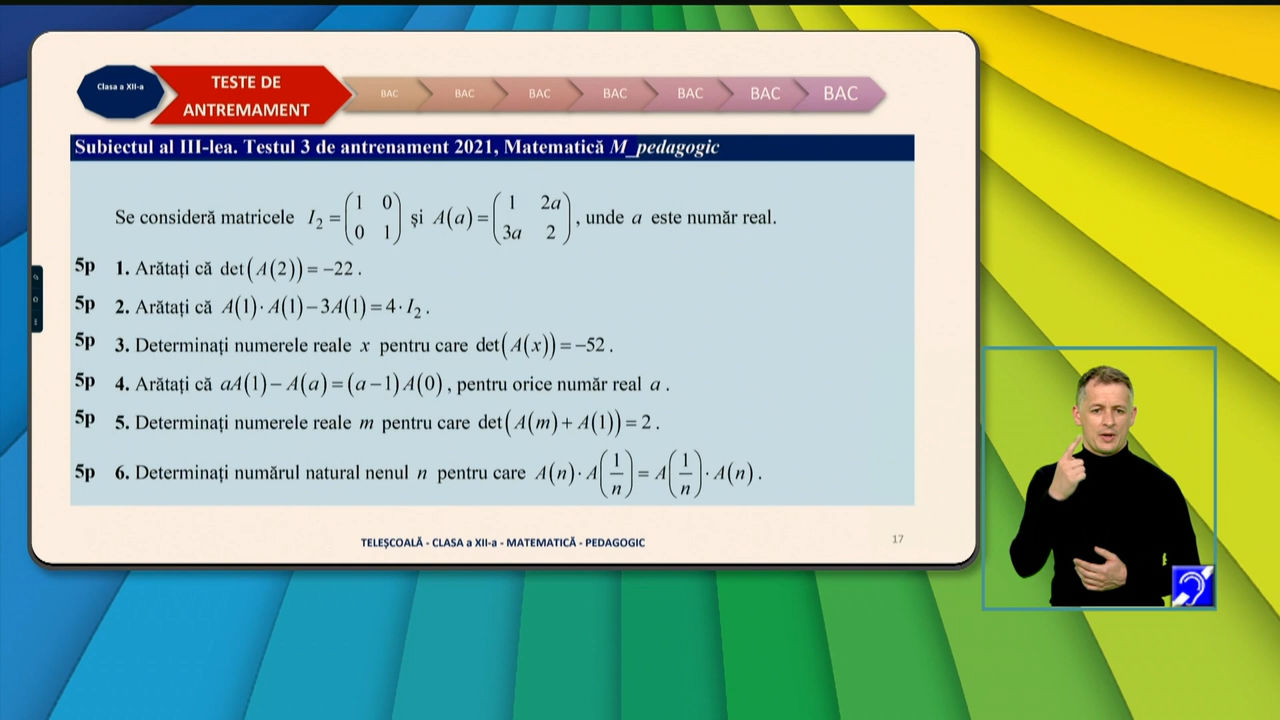 Clasa a XII-a
TESTE DE
ANTREMAMENT
BAC BAC BAC BAC BAC BAC BAC
Subiectul al III-lea. Testul 3 de antrenament 2021, Matematică M_pedagogic
Se consideră matricele I₂ = (1 0; 0 1) şi A(a) = (1 2a; 3a 2), unde a este număr real.
5p 1. Arătați că det(A(2)) = −22.
5p 2. Arătați că A(1)·A(1) − 3A(1) = 4·I₂.
5p 3. Determinați numerele reale x pentru care det(A(x)) = −52.
5p 4. Arătați că aA(1) − A(a) = (a−1)A(0), pentru orice număr real a.
5p 5. Determinați numerele reale m pentru care det(A(m) + A(1)) = 2.
5p 6. Determinați numărul natural nenul n pentru care A(n)·A(1/n) = A(1/n)·A(n).
TELEȘCOALĂ - CLASA a XII-a - MATEMATICĂ - PEDAGOGIC
17